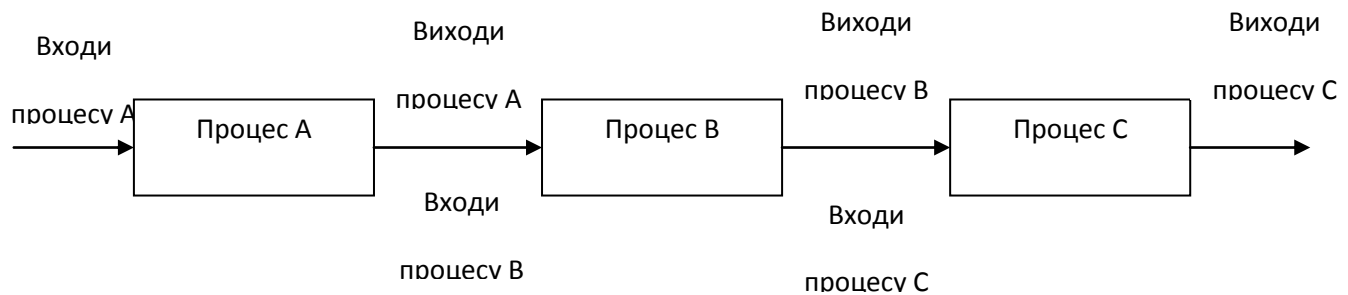 Входи
процесу А
Процес А
Виходи
процесу А
Входи
процесу В
Процес В
Виходи
процесу В
Входи
процесу С
Процес С
Виходи
процесу С